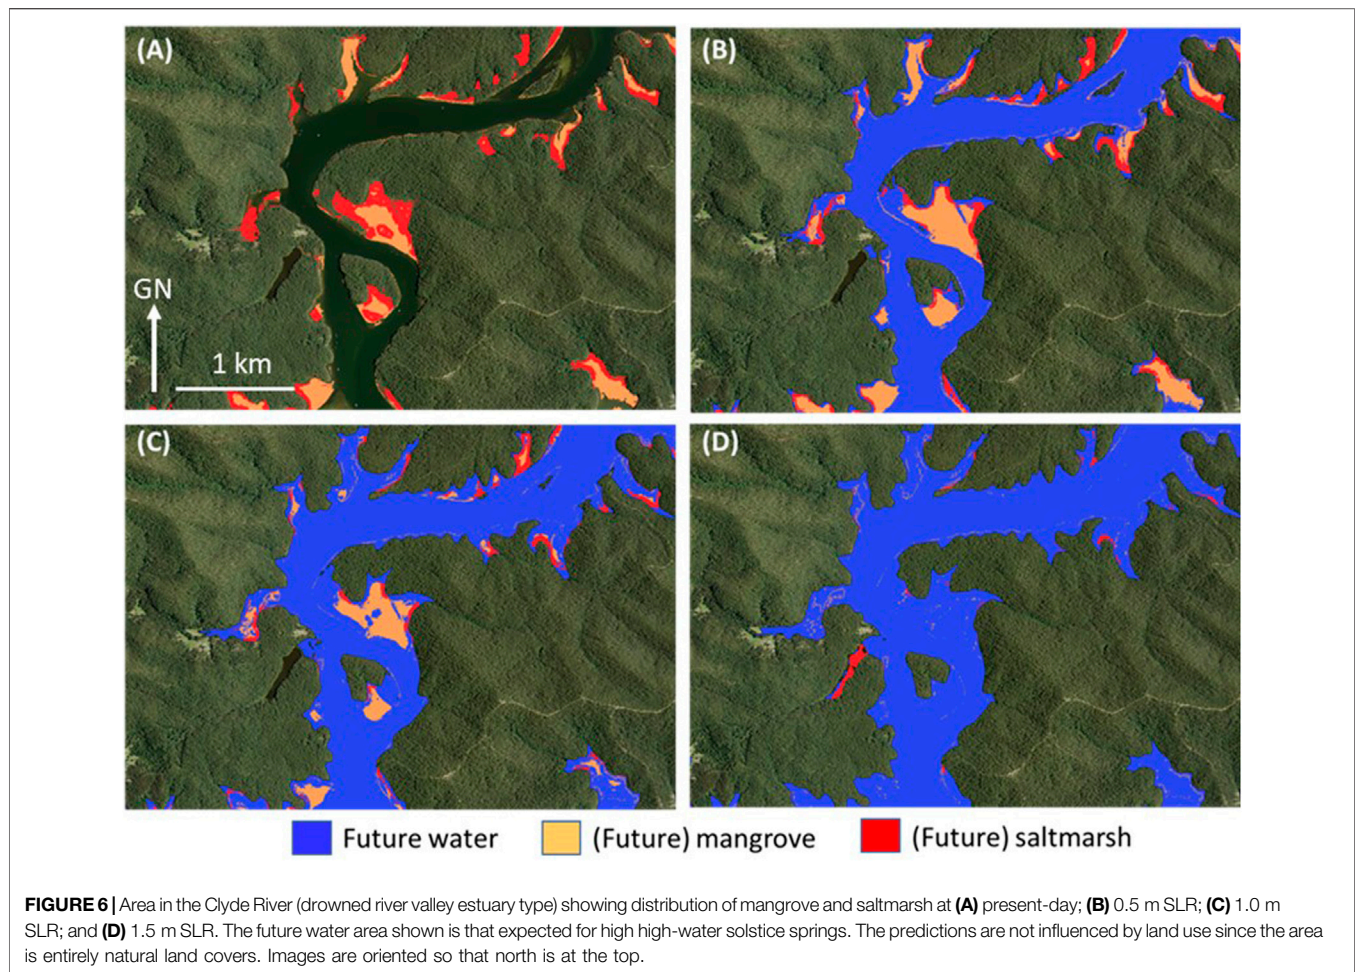 (A)
(B)
GN
1 km
(C)
(D)
Future water
(Future) mangrove
(Future) saltmarsh
FIGURE 6 | Area in the Clyde River (drowned river valley estuary type) showing distribution of mangrove and saltmarsh at (A) present-day; (B) 0.5 m SLR; (C) 1.0 m
SLR; and (D) 1.5 m SLR. The future water area shown is that expected for high high-water solstice springs. The predictions are not influenced by land use since the area
is entirely natural land covers. Images are oriented so that north is at the top.